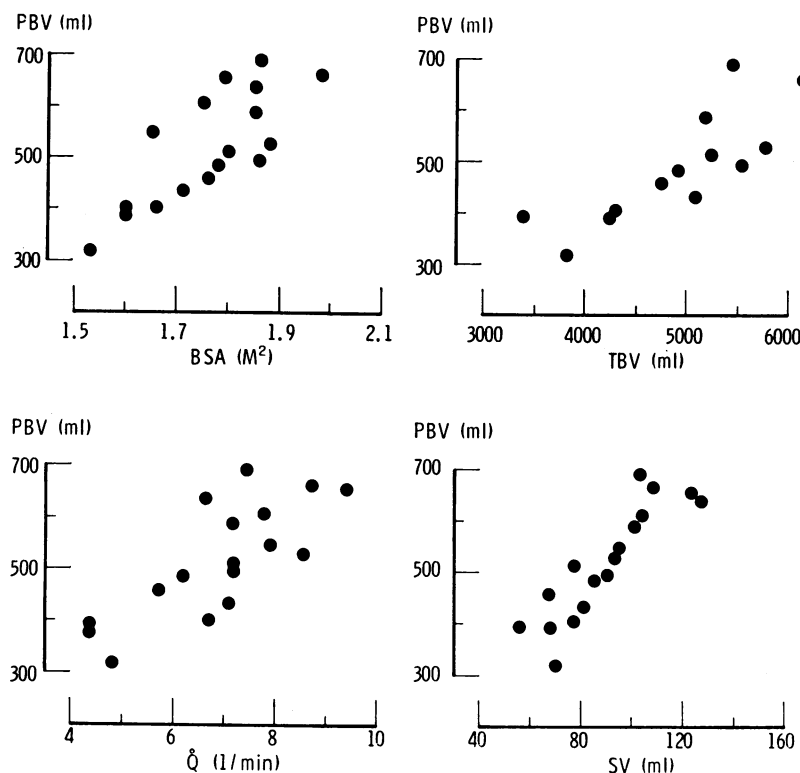 PBV (ml)
700
500
300
1.5 1.7 1.9 2.1
BSA (M²)
PBV (ml)
700
500
300
3000 4000 5000 6000
TBV (ml)
PBV (ml)
700
500
300
4 6 8 10
Q̊ (l/min)
PBV (ml)
700
500
300
40 80 120 160
SV (ml)